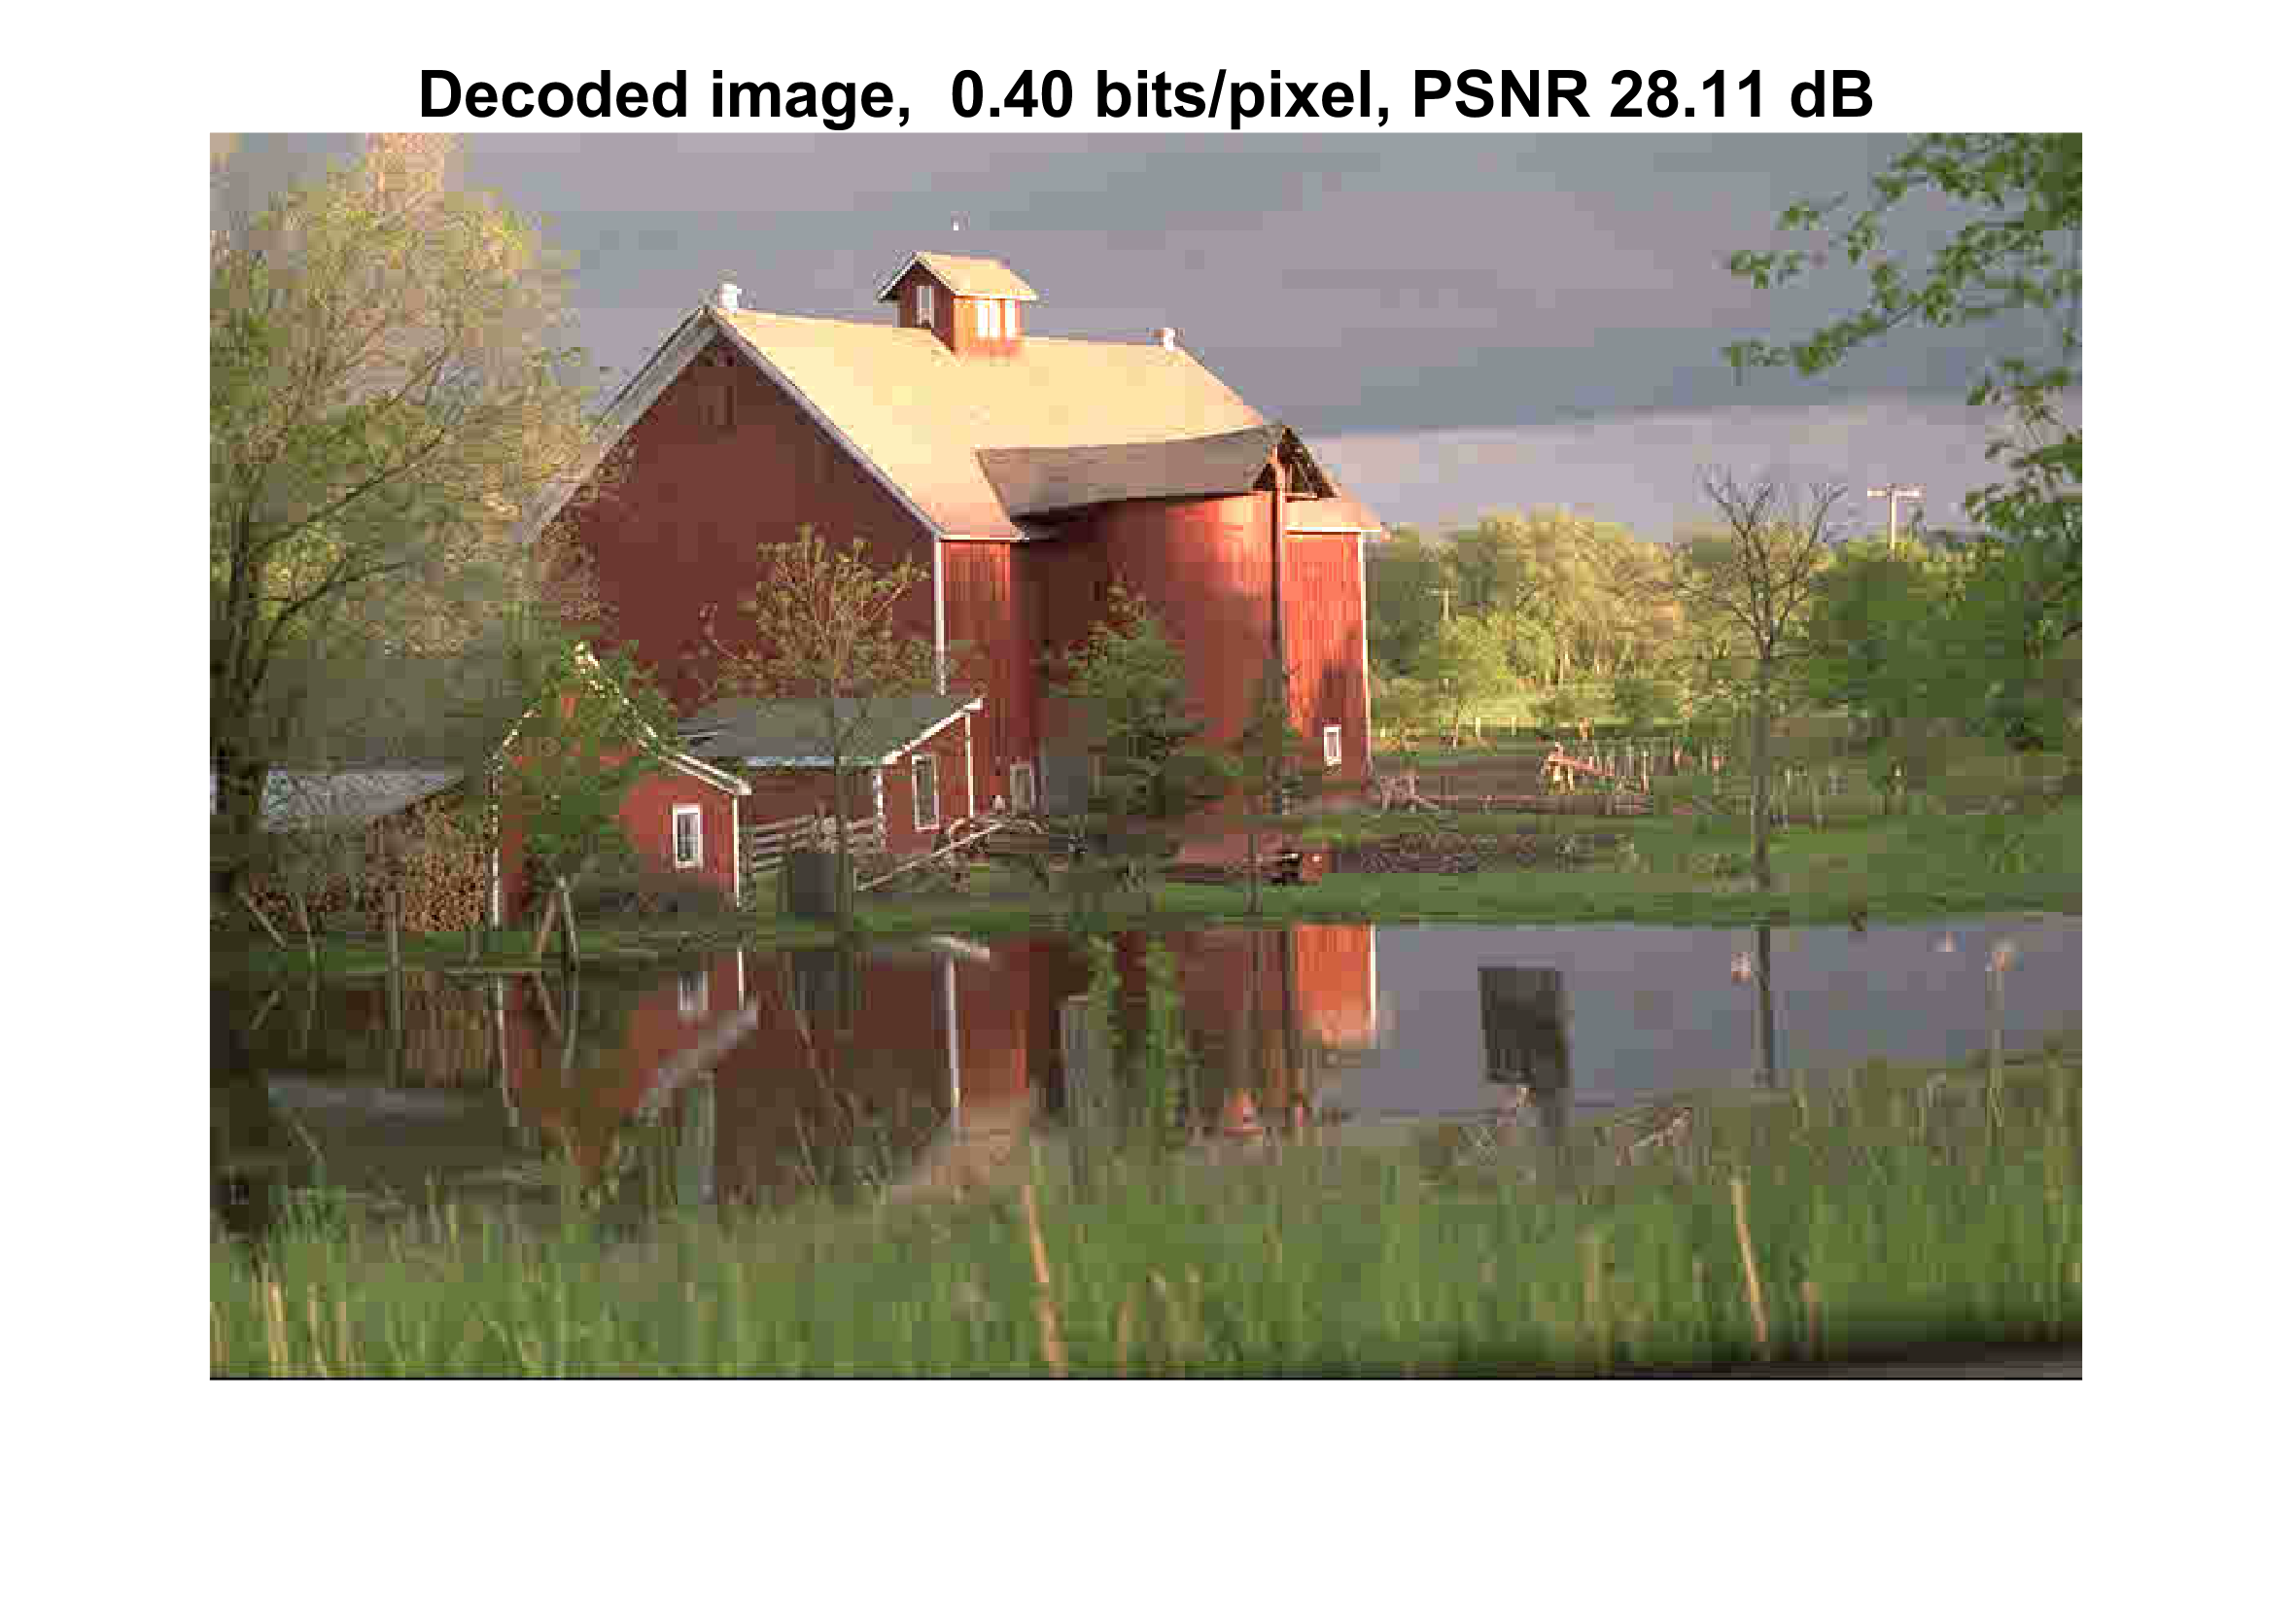 Decoded image,  0.40 bits/pixel, PSNR 28.11 dB